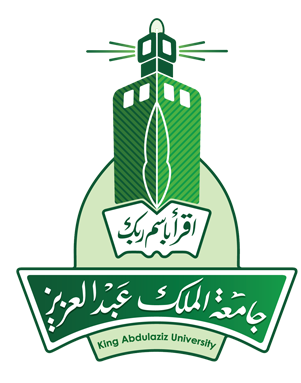 اقرأ باسم ربك
جامعة الملك عبد العزيز
King Abdulaziz University